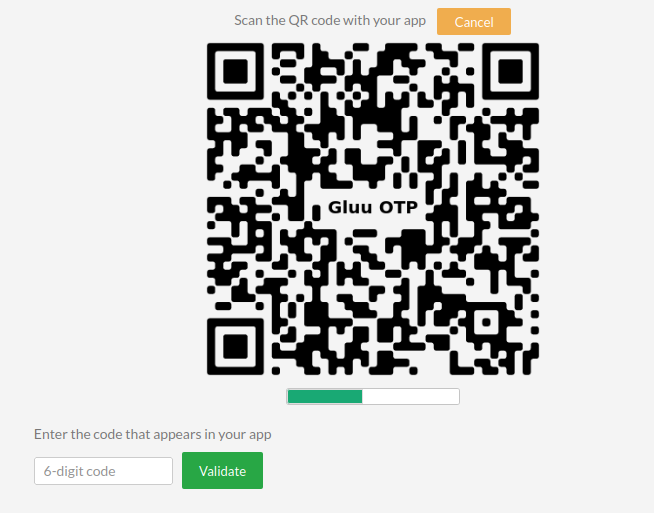 Scan the QR code with your app
Cancel
Gluu OTP
Enter the code that appears in your app
6-digit code
Validate